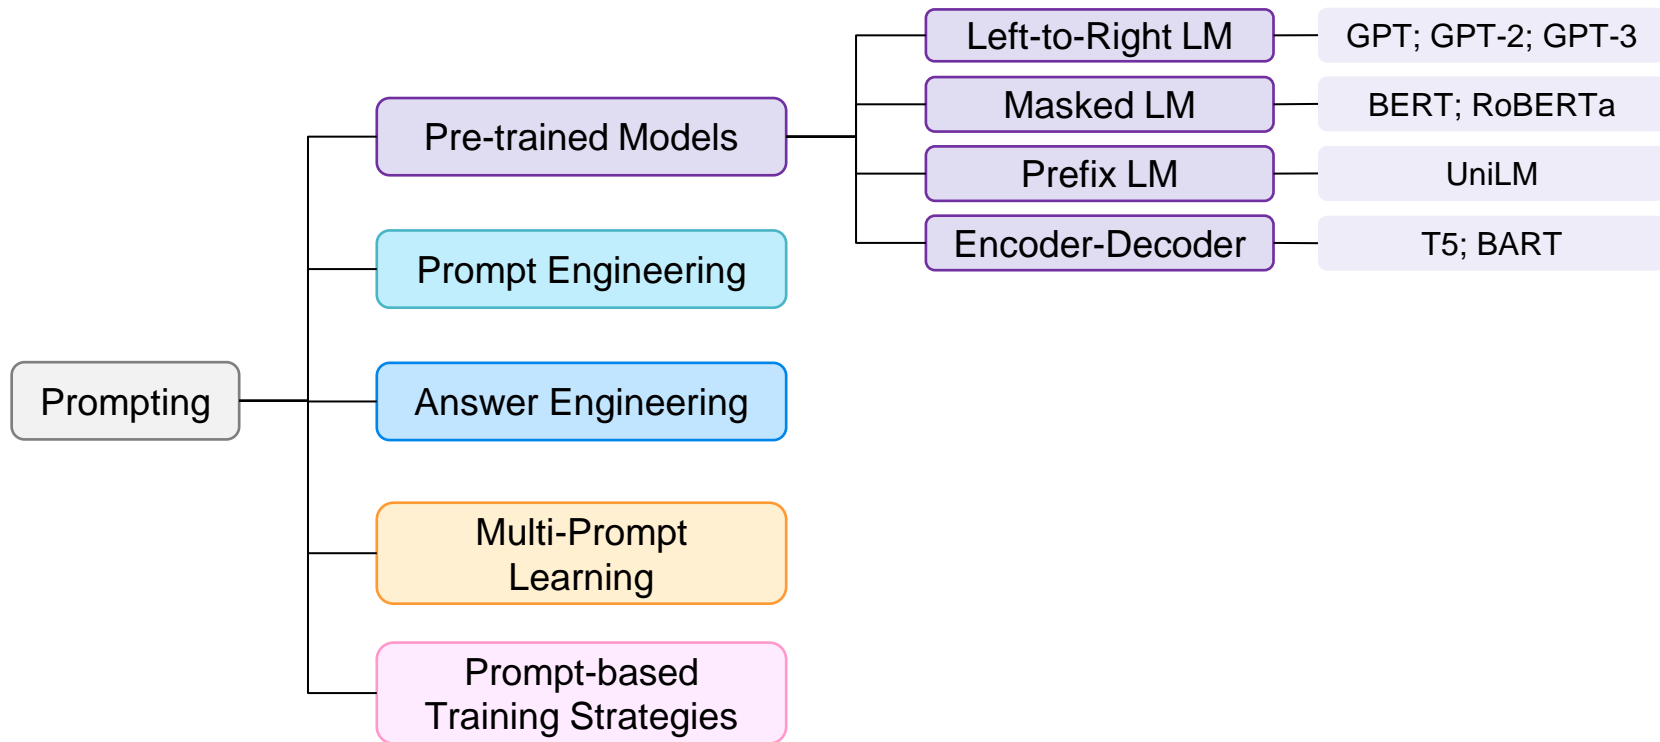 Prompting
Pre-trained Models
Left-to-Right LM
GPT; GPT-2; GPT-3
Masked LM
BERT; RoBERTa
Prefix LM
UniLM
Encoder-Decoder
T5; BART
Prompt Engineering
Answer Engineering
Multi-Prompt
Learning
Prompt-based
Training Strategies